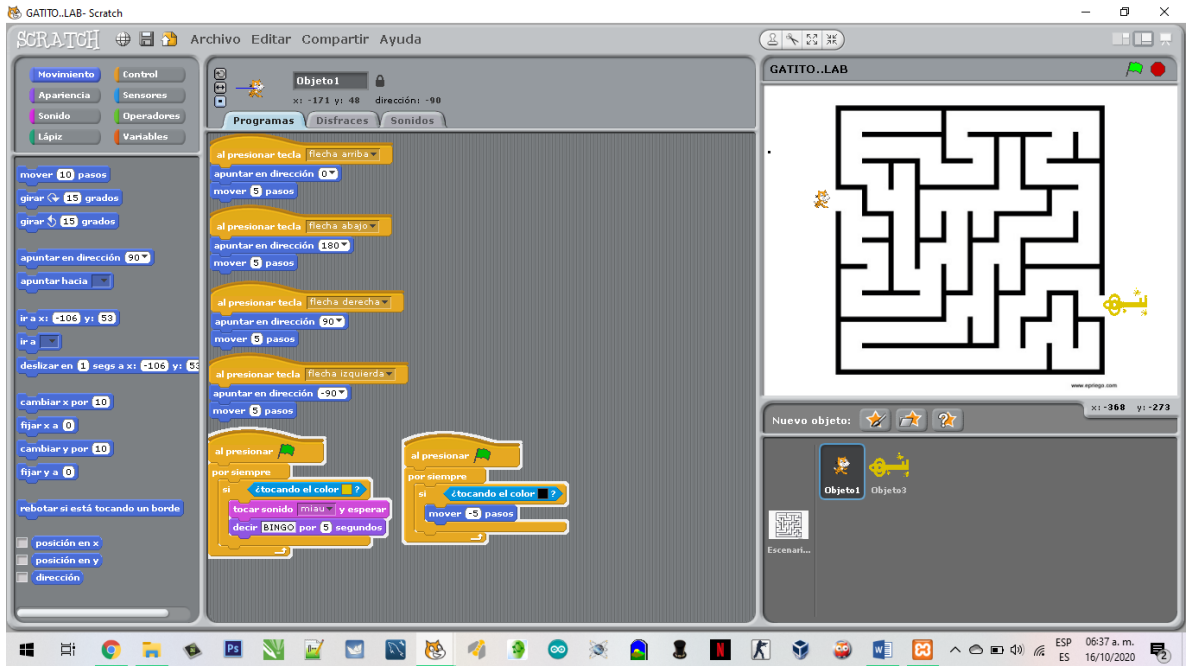 GATITO..LAB- Scratch
SCRATCH Archivo Editar Compartir Ayuda
Movimiento Control
Apariencia Sensores
Sonido Operadores
Lápiz Variables
mover 10 pasos
girar 15 grados
girar 15 grados
apuntar en dirección 90
apuntar hacia
ir a x: -106 y: 53
ir a
deslizar en 1 segs a x: -106 y: 53
cambiar x por 10
fijar x a 0
cambiar y por 10
fijar y a 0
rebotar si está tocando un borde
posición en x
posición en y
dirección
Objeto1
x: -171 y: 48 dirección: -90
Programas Disfraces Sonidos
al presionar tecla flecha arriba
apuntar en dirección 0
mover 5 pasos
al presionar tecla flecha abajo
apuntar en dirección 180
mover 5 pasos
al presionar tecla flecha derecha
apuntar en dirección 90
mover 5 pasos
al presionar tecla flecha izquierda
apuntar en dirección -90
mover 5 pasos
al presionar
por siempre
si ¿tocando el color ?
tocar sonido miau y esperar
decir BINGO por 5 segundos
al presionar
por siempre
si ¿tocando el color ?
mover -5 pasos
GATITO..LAB
www.epriego.com
x: -368 y: -273
Nuevo objeto:
Objeto1 Objeto3
Escenari...
Ps N W
ESP
ES
06:37 a. m.
16/10/2020
2